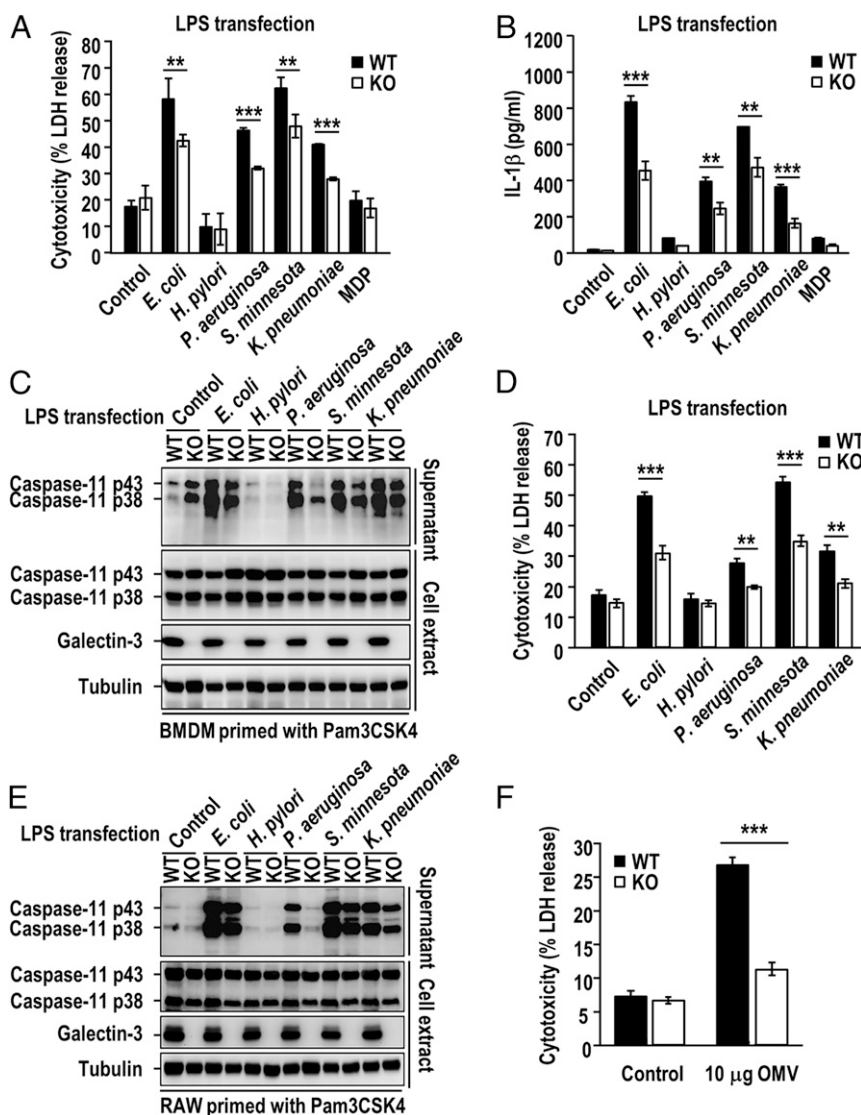 A
LPS transfection
Cytotoxicity (% LDH release)
80
70
60
50
40
30
20
10
0
WT
KO
**
***
**
***
Control
E. coli
H. pylori
P. aeruginosa
S. minnesota
K. pneumoniae
MDP
B
LPS transfection
IL-1β (pg/ml)
1200
1000
800
600
400
200
0
WT
KO
***
**
**
***
Control
E. coli
H. pylori
P. aeruginosa
S. minnesota
K. pneumoniae
MDP
C
LPS transfection
Control
E. coli
H. pylori
P. aeruginosa
S. minnesota
K. pneumoniae
WT KO WT KO WT KO WT KO WT KO WT KO
Caspase-11 p43
Caspase-11 p38
Supernatant
Caspase-11 p43
Caspase-11 p38
Galectin-3
Tubulin
Cell extract
BMDM primed with Pam3CSK4
D
LPS transfection
Cytotoxicity (% LDH release)
70
60
50
40
30
20
10
0
WT
KO
***
**
***
**
Control
E. coli
H. pylori
P. aeruginosa
S. minnesota
K. pneumoniae
E
LPS transfection
Control
E. coli
H. pylori
P. aeruginosa
S. minnesota
K. pneumoniae
WT KO WT KO WT KO WT KO WT KO WT KO
Caspase-11 p43
Caspase-11 p38
Supernatant
Caspase-11 p43
Caspase-11 p38
Galectin-3
Tubulin
Cell extract
RAW primed with Pam3CSK4
F
Cytotoxicity (% LDH release)
30
25
20
15
10
5
0
WT
KO
***
Control
10 μg OMV